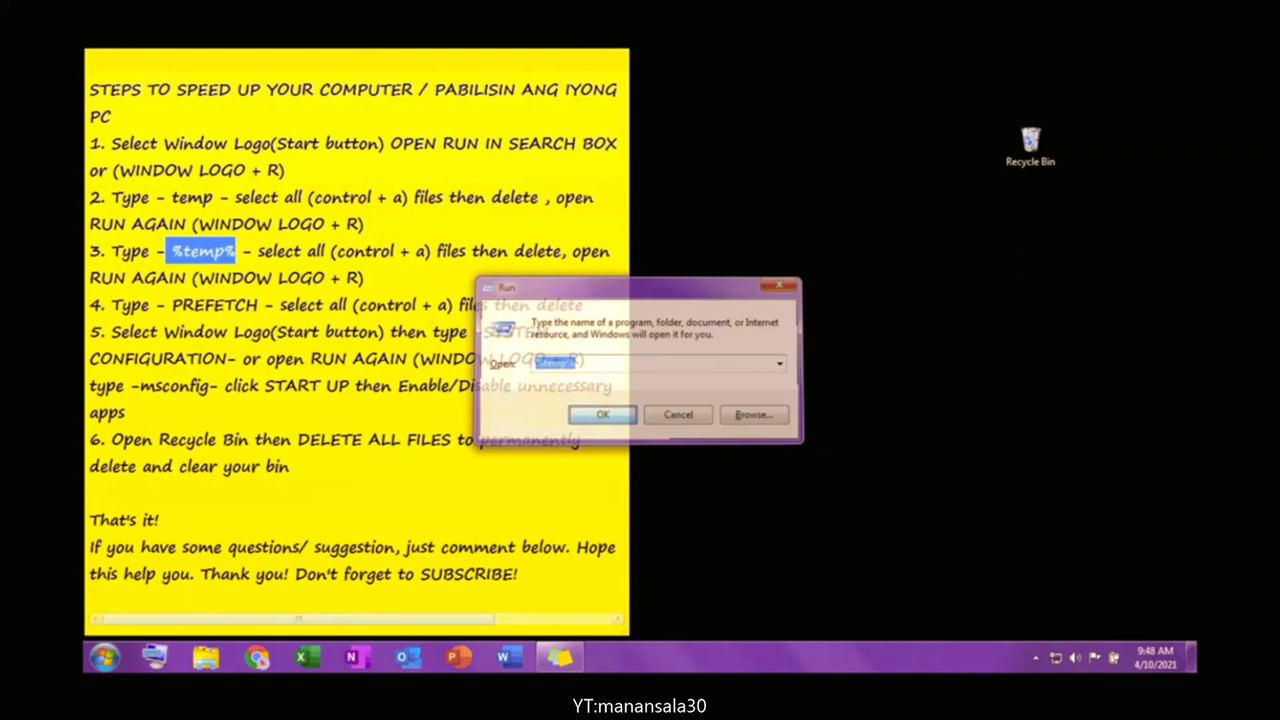 STEPS TO SPEED UP YOUR COMPUTER / PABILISIN ANG IYONG
PC
1. Select Window Logo(Start button) OPEN RUN IN SEARCH BOX
or (WINDOW LOGO + R)
2. Type - temp - select all (control + a) files then delete , open
RUN AGAIN (WINDOW LOGO + R)
3. Type - %temp% - select all (control + a) files then delete, open
RUN AGAIN (WINDOW LOGO + R)
4. Type - PREFETCH - select all (control + a) files then delete
5. Select Window Logo(Start button) then type - SYSTEM
CONFIGURATION- or open RUN AGAIN (WINDOW LOGO + R)
type -msconfig- click START UP then Enable/Disable unnecessary
apps
6. Open Recycle Bin then DELETE ALL FILES to permanently
delete and clear your bin
That's it!
If you have some questions/ suggestion, just comment below. Hope
this help you. Thank you! Don't forget to SUBSCRIBE!
Run
Type the name of a program, folder, document, or Internet
resource, and Windows will open it for you.
Open: %temp%
OK Cancel Browse...
Recycle Bin
9:48 AM
4/10/2021
YT:manansala30